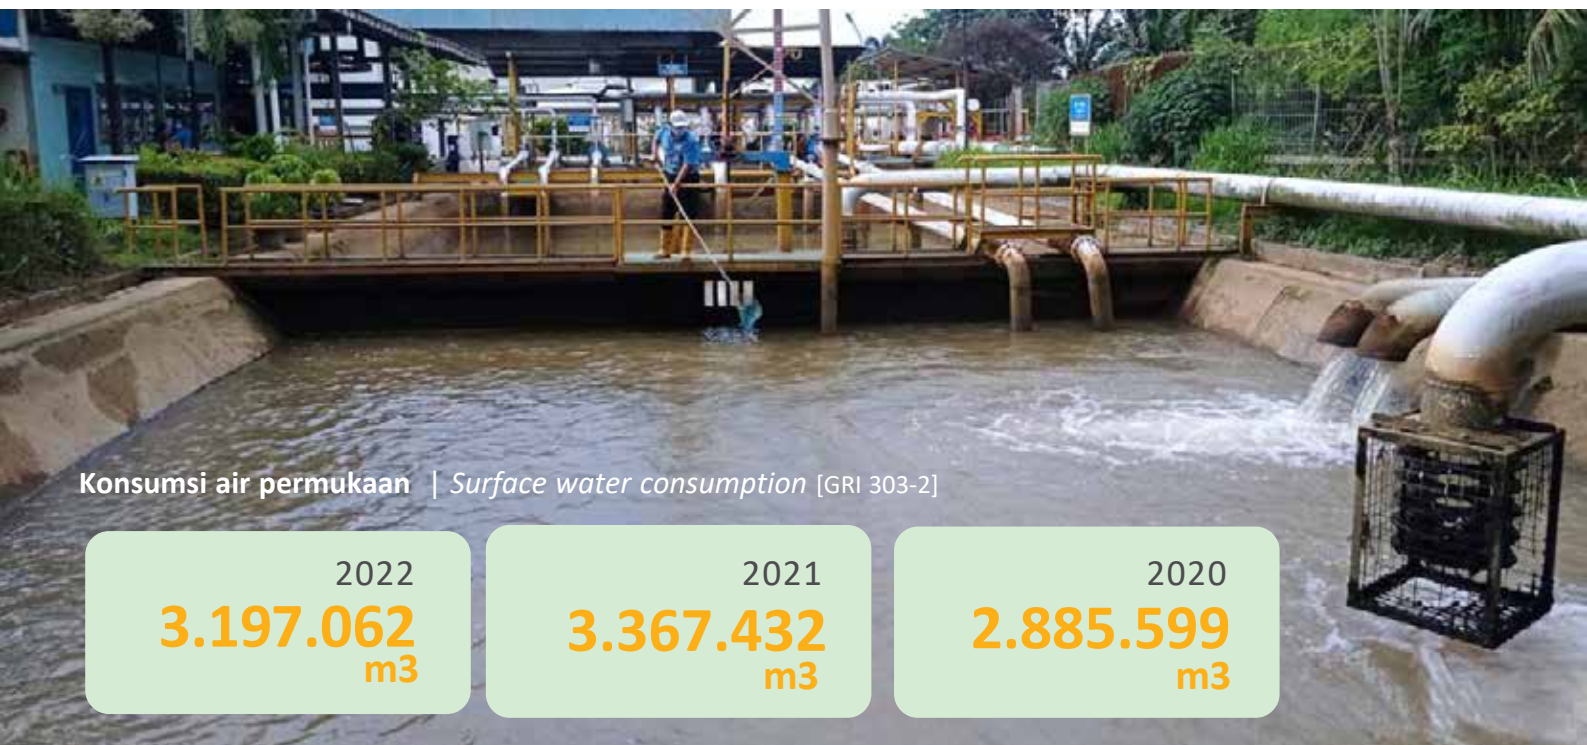 Konsumsi air permukaan | Surface water consumption [GRI 303-2]
2022
3.197.062
m3
2021
3.367.432
m3
2020
2.885.599
m3